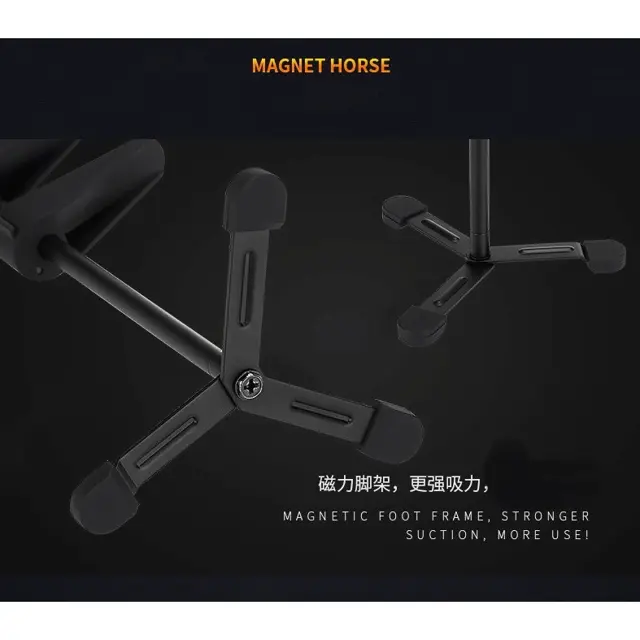 MAGNET HORSE
磁力脚架，更强吸力，
MAGNETIC FOOT FRAME, STRONGER
SUCTION, MORE USE!